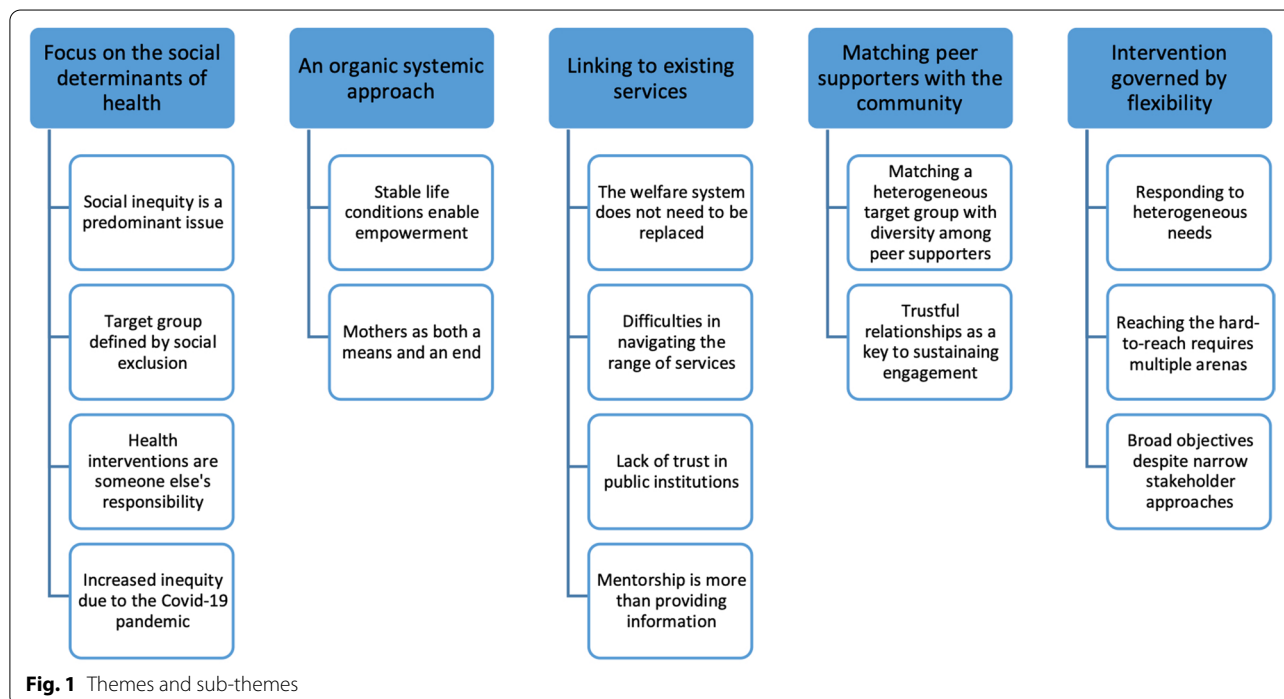 Focus on the social
determinants of
health
Social inequity is a
predominant issue
Target group
defined by social
exclusion
Health
interventions are
someone else's
responsibility
Increased inequity
due to the Covid-19
pandemic
An organic systemic
approach
Stable life
conditions enable
empowerment
Mothers as both a
means and an end
Linking to existing
services
The welfare system
does not need to be
replaced
Difficulties in
navigating the
range of services
Lack of trust in
public institutions
Mentorship is more
than providing
information
Matching peer
supporters with the
community
Matching a
heterogeneous
target group with
diversity among
peer supporters
Trustful
relationships as a
key to sustainaing
engagement
Intervention
governed by
flexibility
Responding to
heterogeneous
needs
Reaching the hard-
to-reach requires
multiple arenas
Broad objectives
despite narrow
stakeholder
approaches
Fig. 1 Themes and sub-themes